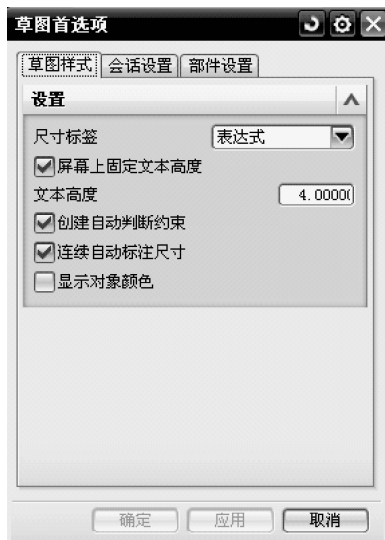 草图首选项
草图样式 会话设置 部件设置
设置
尺寸标签 表达式
屏幕上固定文本高度
文本高度 4.00000
创建自动判断约束
连续自动标注尺寸
显示对象颜色
确定 应用 取消